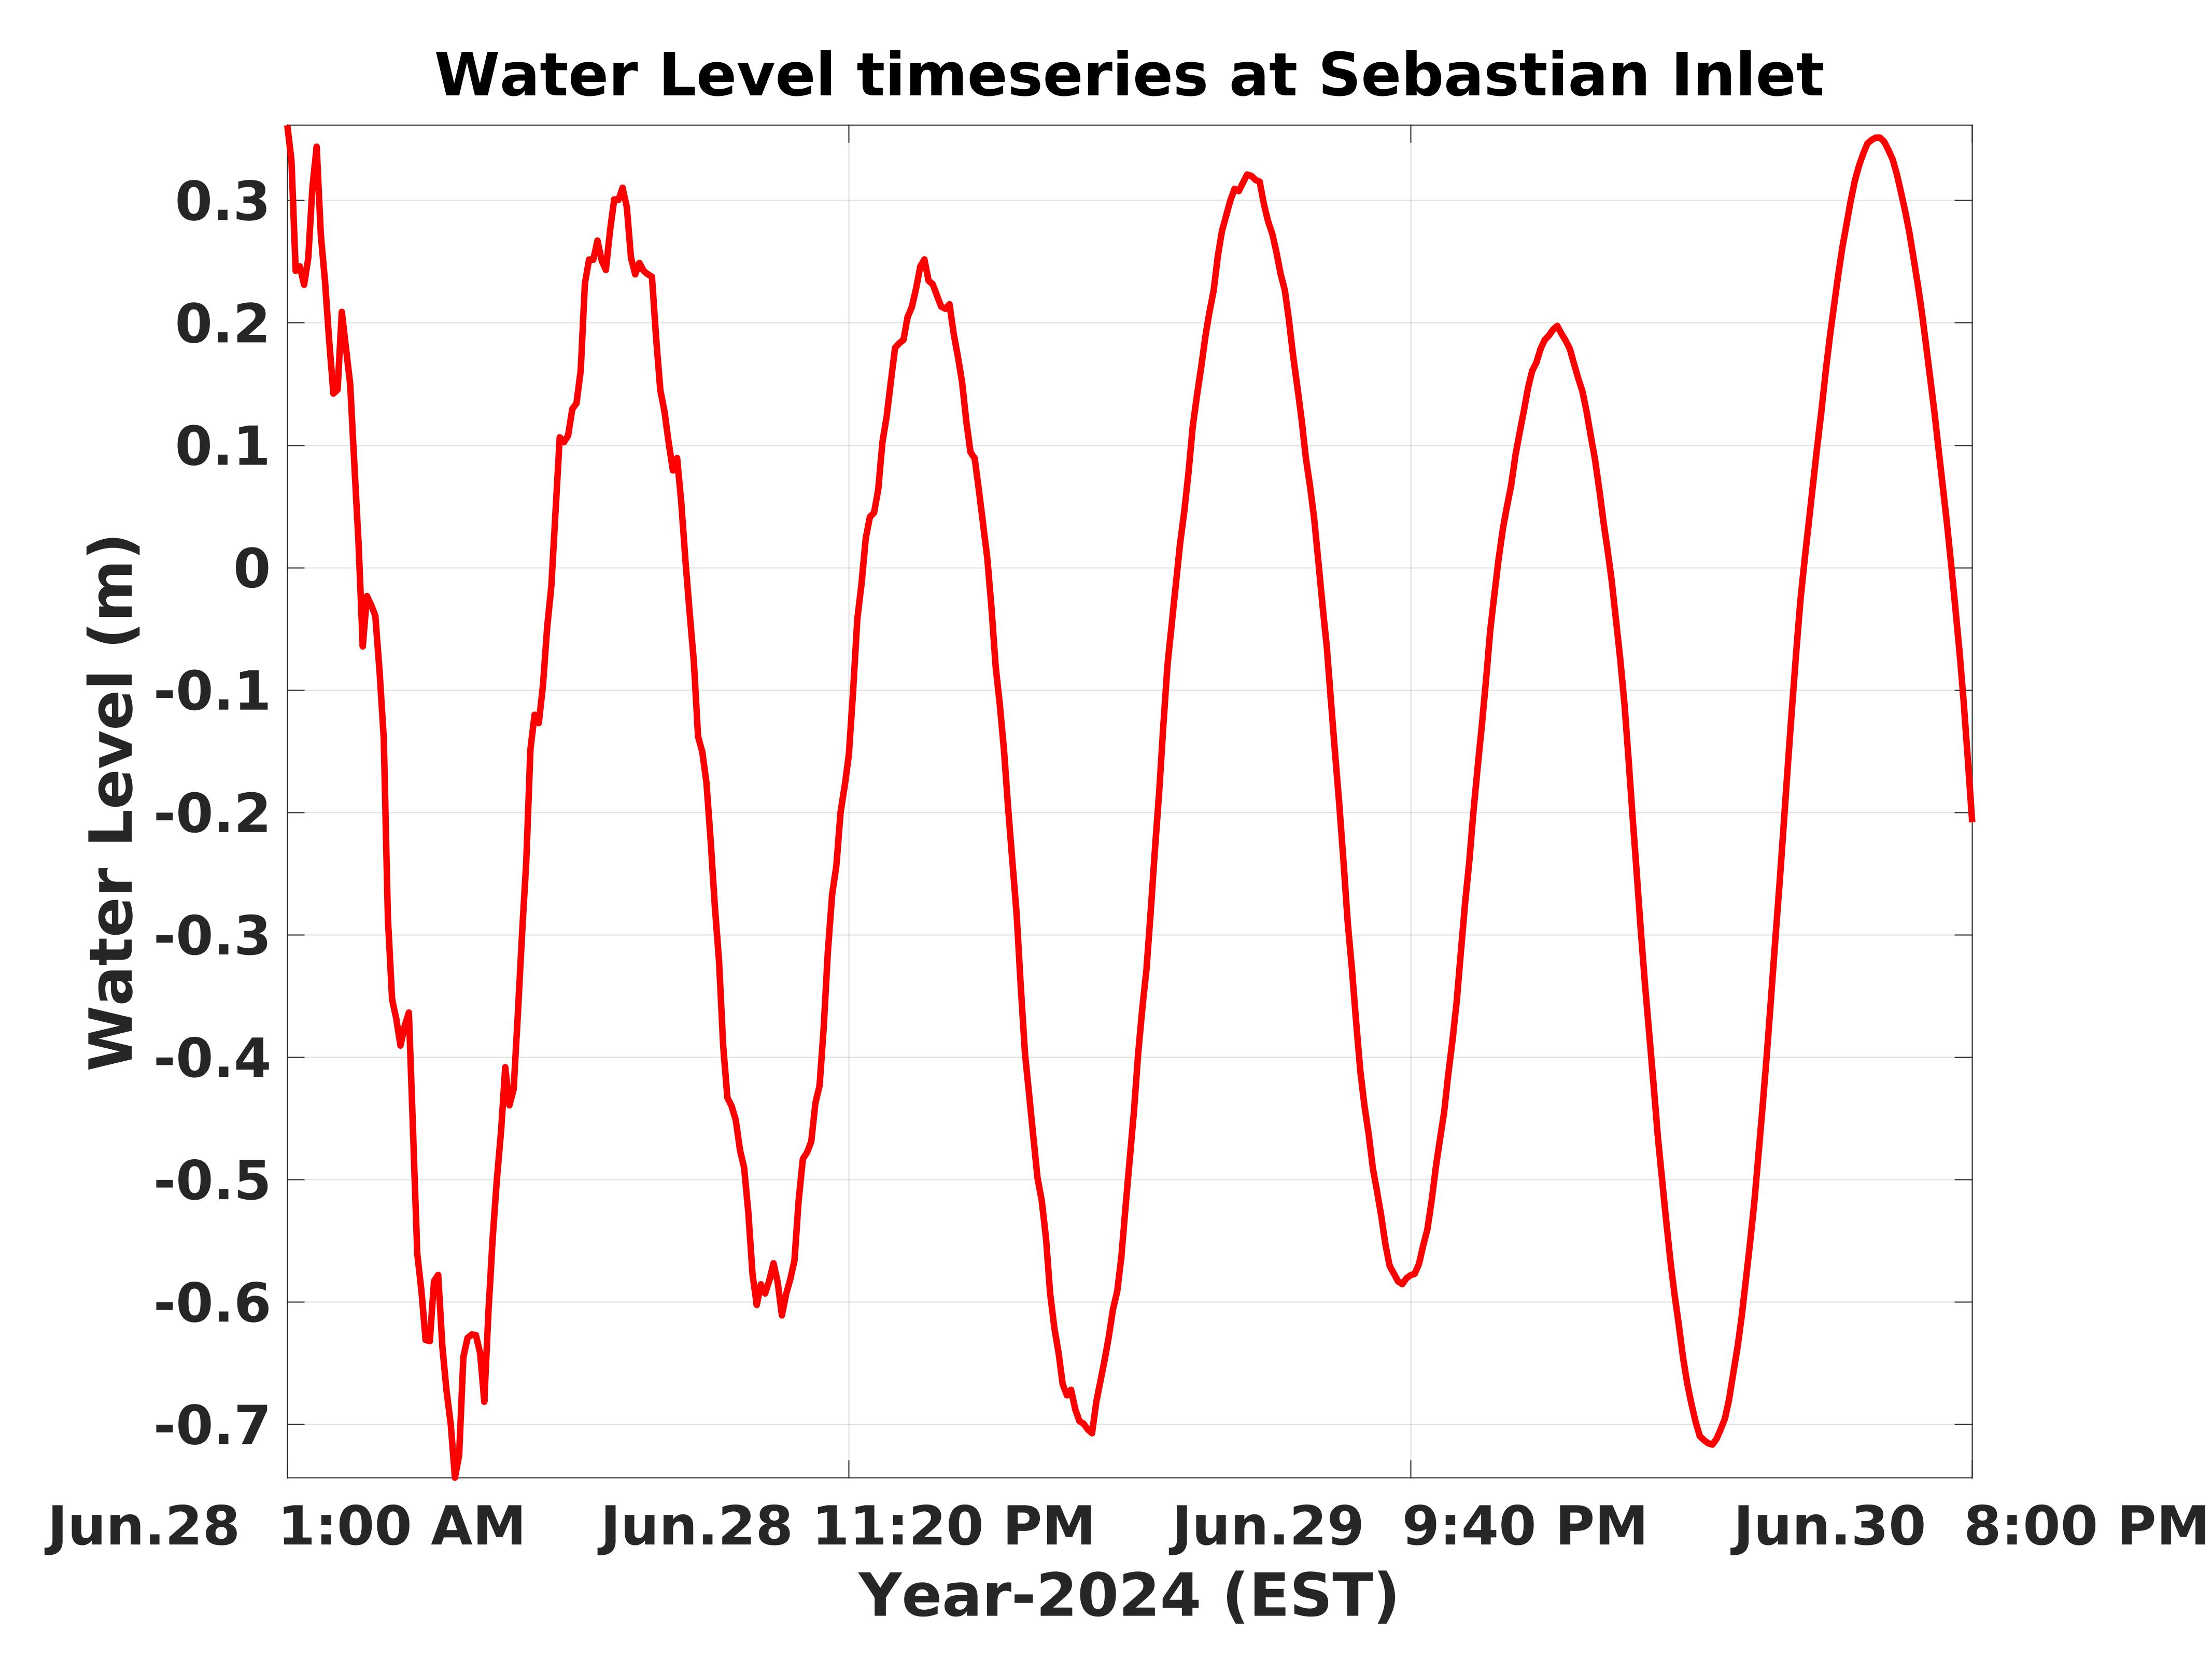 Water Level timeseries at Sebastian Inlet
Water Level (m)
0.3
0.2
0.1
0
-0.1
-0.2
-0.3
-0.4
-0.5
-0.6
-0.7
Jun.28 1:00 AM
Jun.28 11:20 PM
Jun.29 9:40 PM
Jun.30 8:00 PM
Year-2024 (EST)